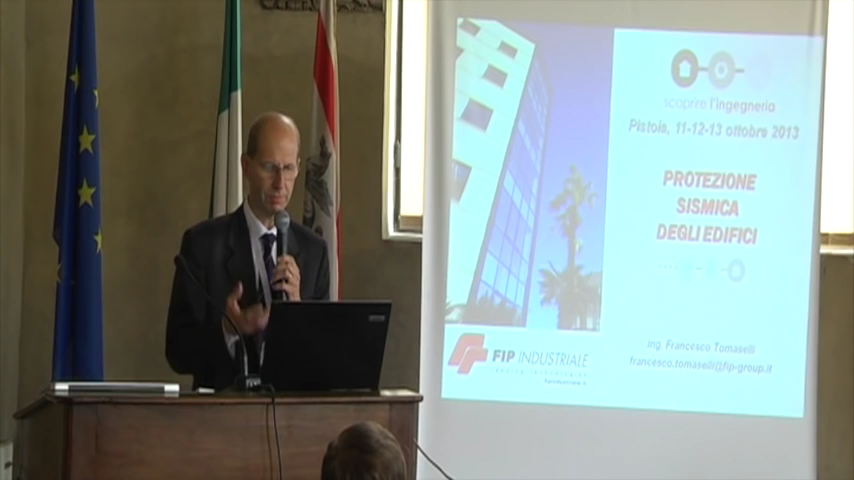 scoprire l'ingegneria
Pistoia, 11-12-13 ottobre 2013
PROTEZIONE
SISMICA
DEGLI EDIFICI
FIP INDUSTRIALE
ing. Francesco Tomaselli
francesco.tomaselli@fip-group.it